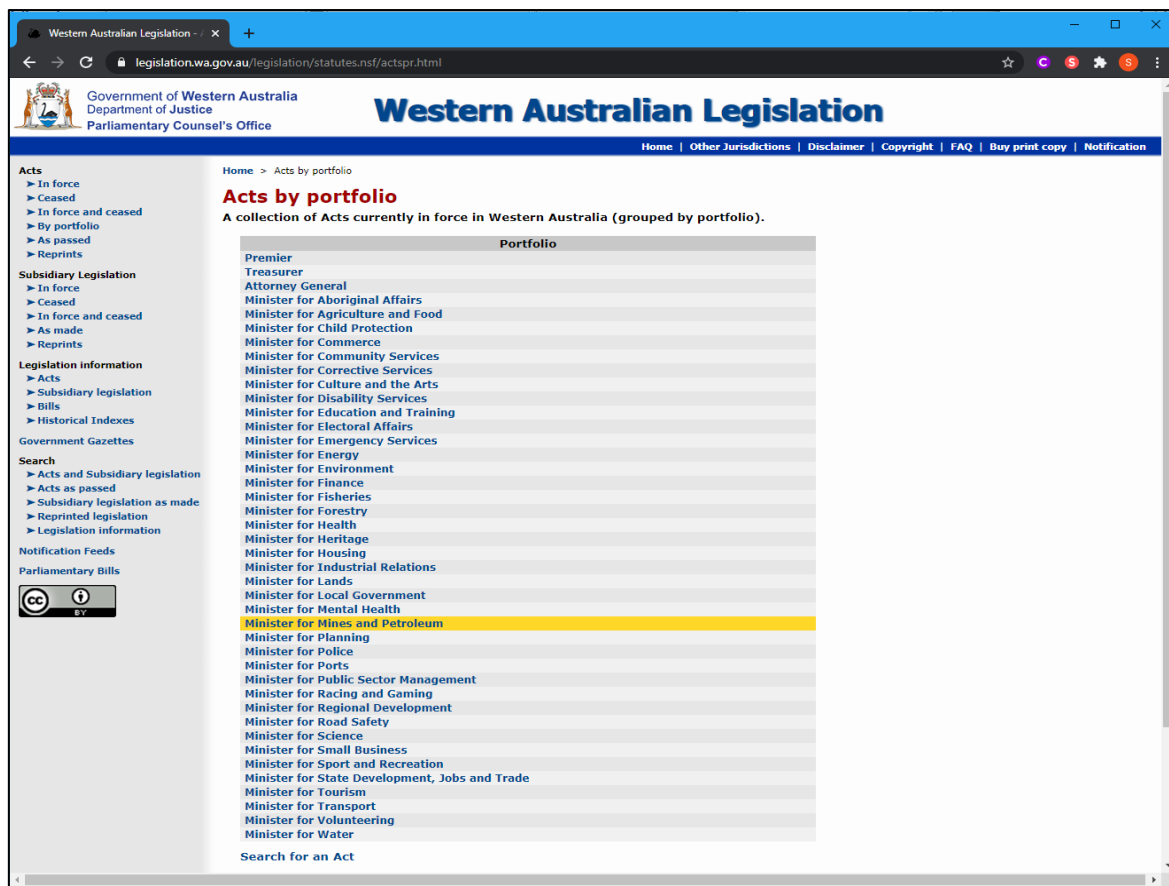 Western Australian Legislation - A
legislation.wa.gov.au/legislation/statutes.nsf/actspr.html
C
S
S
Government of Western Australia
Department of Justice
Parliamentary Counsel's Office
Western Australian Legislation
Home | Other Jurisdictions | Disclaimer | Copyright | FAQ | Buy print copy | Notification
Acts
➤ In force
➤ Ceased
➤ In force and ceased
➤ By portfolio
➤ As passed
➤ Reprints
Subsidiary Legislation
➤ In force
➤ Ceased
➤ In force and ceased
➤ As made
➤ Reprints
Legislation information
➤ Acts
➤ Subsidiary legislation
➤ Bills
➤ Historical Indexes
Government Gazettes
Search
➤ Acts and Subsidiary legislation
➤ Acts as passed
➤ Subsidiary legislation as made
➤ Reprinted legislation
➤ Legislation information
Notification Feeds
Parliamentary Bills
cc
BY
Home > Acts by portfolio
Acts by portfolio
A collection of Acts currently in force in Western Australia (grouped by portfolio).
Portfolio
Premier
Treasurer
Attorney General
Minister for Aboriginal Affairs
Minister for Agriculture and Food
Minister for Child Protection
Minister for Commerce
Minister for Community Services
Minister for Corrective Services
Minister for Culture and the Arts
Minister for Disability Services
Minister for Education and Training
Minister for Electoral Affairs
Minister for Emergency Services
Minister for Energy
Minister for Environment
Minister for Finance
Minister for Fisheries
Minister for Forestry
Minister for Health
Minister for Heritage
Minister for Housing
Minister for Industrial Relations
Minister for Lands
Minister for Local Government
Minister for Mental Health
Minister for Mines and Petroleum
Minister for Planning
Minister for Police
Minister for Ports
Minister for Public Sector Management
Minister for Racing and Gaming
Minister for Regional Development
Minister for Road Safety
Minister for Science
Minister for Small Business
Minister for Sport and Recreation
Minister for State Development, Jobs and Trade
Minister for Tourism
Minister for Transport
Minister for Volunteering
Minister for Water
Search for an Act